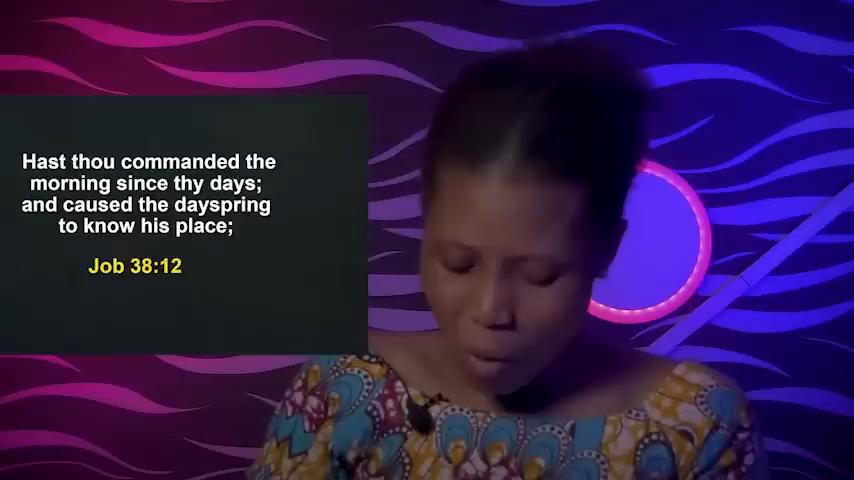 Hast thou commanded the
morning since thy days;
and caused the dayspring
to know his place;
Job 38:12